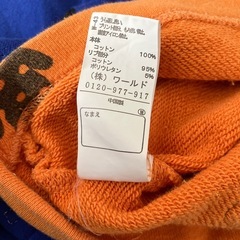 本体
コットン 100%
リブ部分
コットン 95%
ポリウレタン 5%
(株) ワールド
0120-977-917
中国製
なまえ